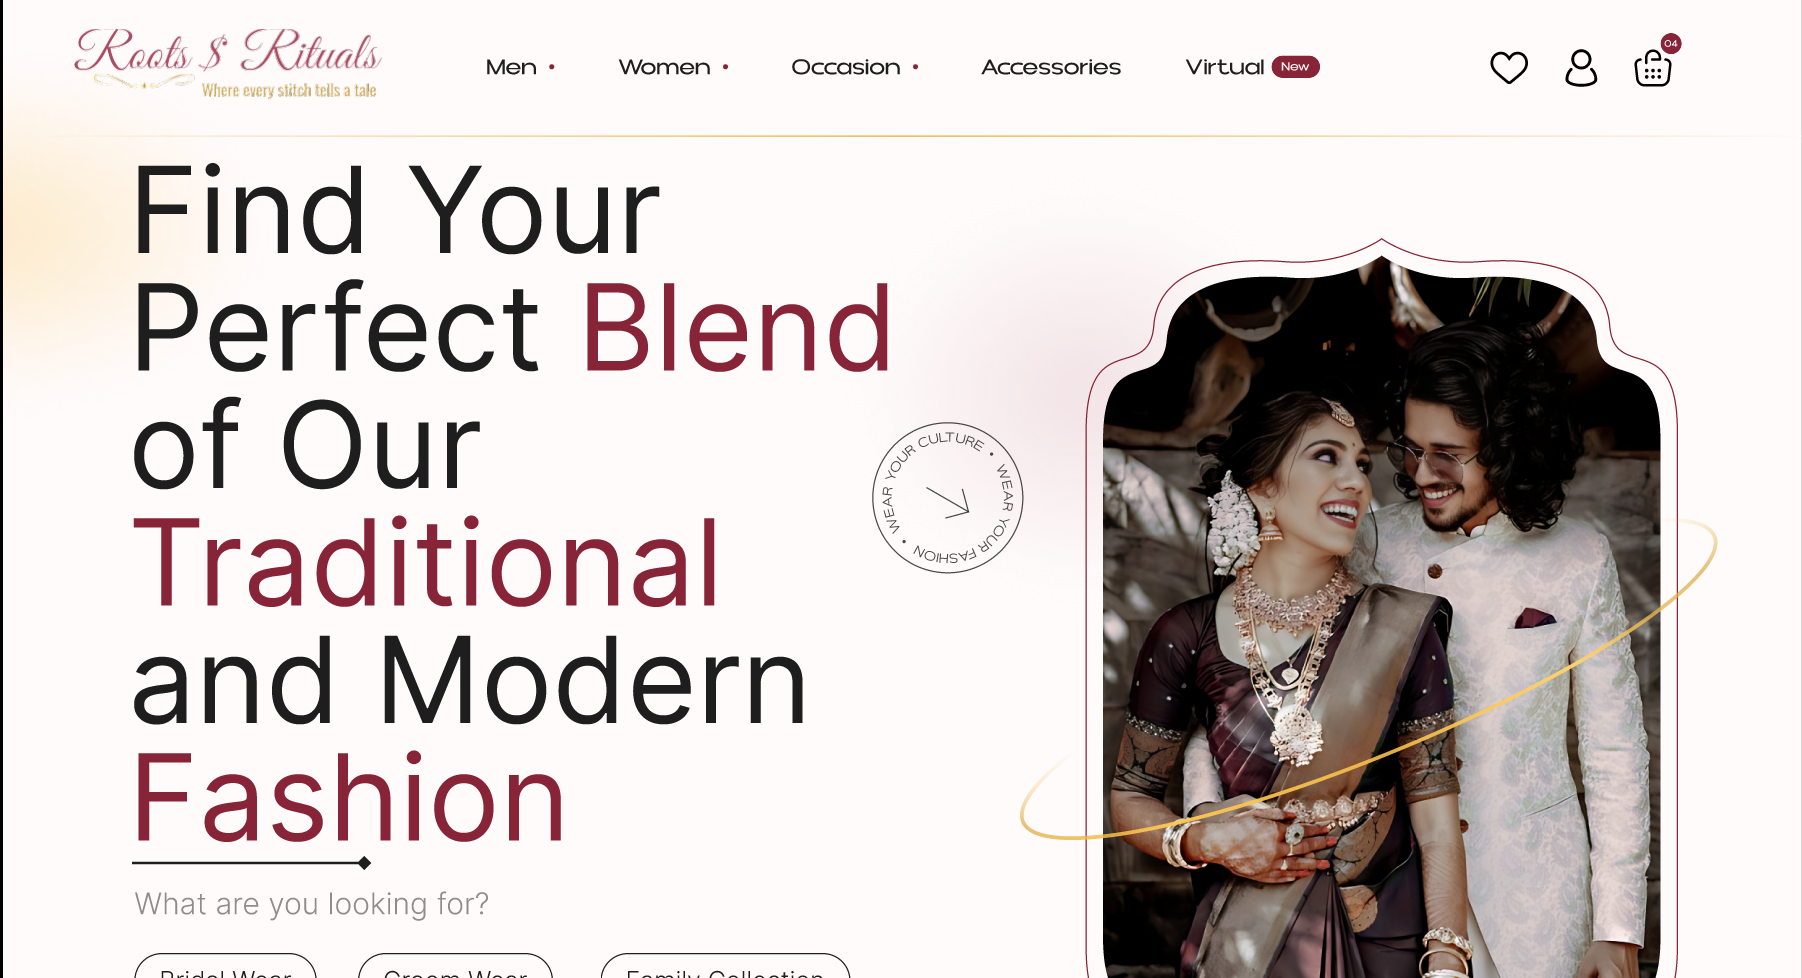 Roots $ Rituals
Where every stitch tells a tale
Men
Women
Occasion
Accessories
Virtual New
04
Find Your
Perfect Blend
of Our
Traditional
and Modern
Fashion
WEAR YOUR CULTURE • WEAR YOUR FASHION •
What are you looking for?
Bridal Wear
Groom Wear
Family Collection